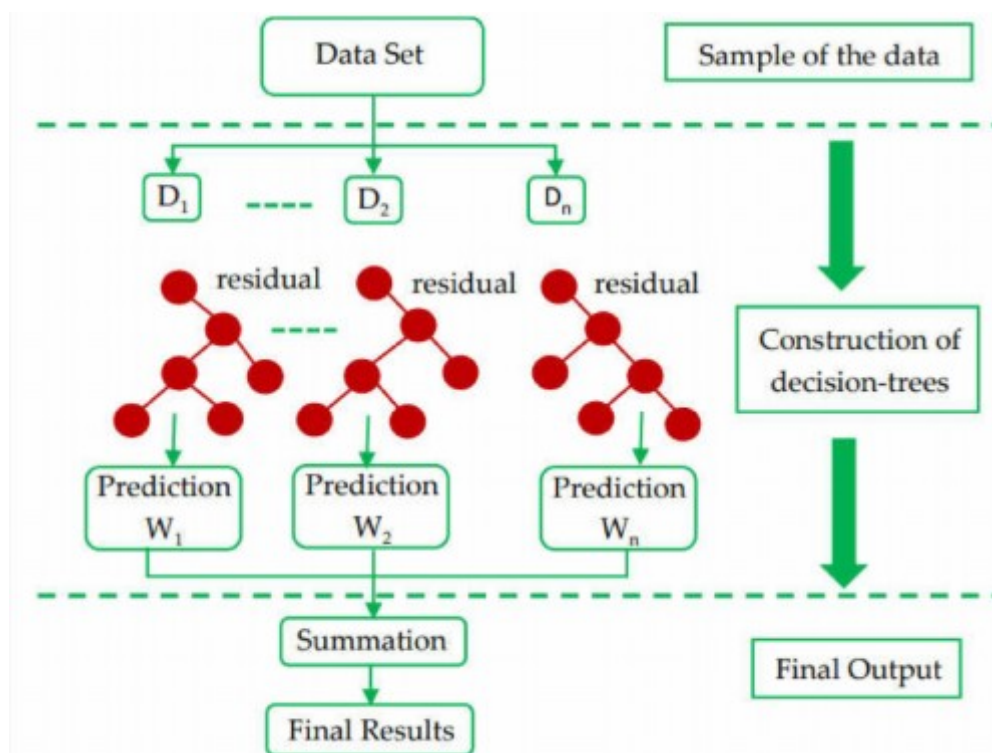 Data Set
Sample of the data
D1
D2
Dn
residual
residual
residual
Construction of
decision-trees
Prediction
W1
Prediction
W2
Prediction
Wn
Summation
Final Output
Final Results